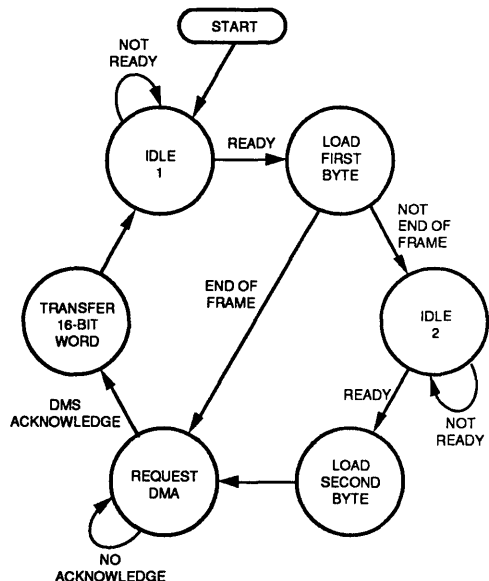 START
NOT
READY
IDLE
1
READY
LOAD
FIRST
BYTE
NOT
END OF
FRAME
END OF
FRAME
TRANSFER
16-BIT
WORD
IDLE
2
DMS
ACKNOWLEDGE
READY
NOT
READY
REQUEST
DMA
LOAD
SECOND
BYTE
NO
ACKNOWLEDGE